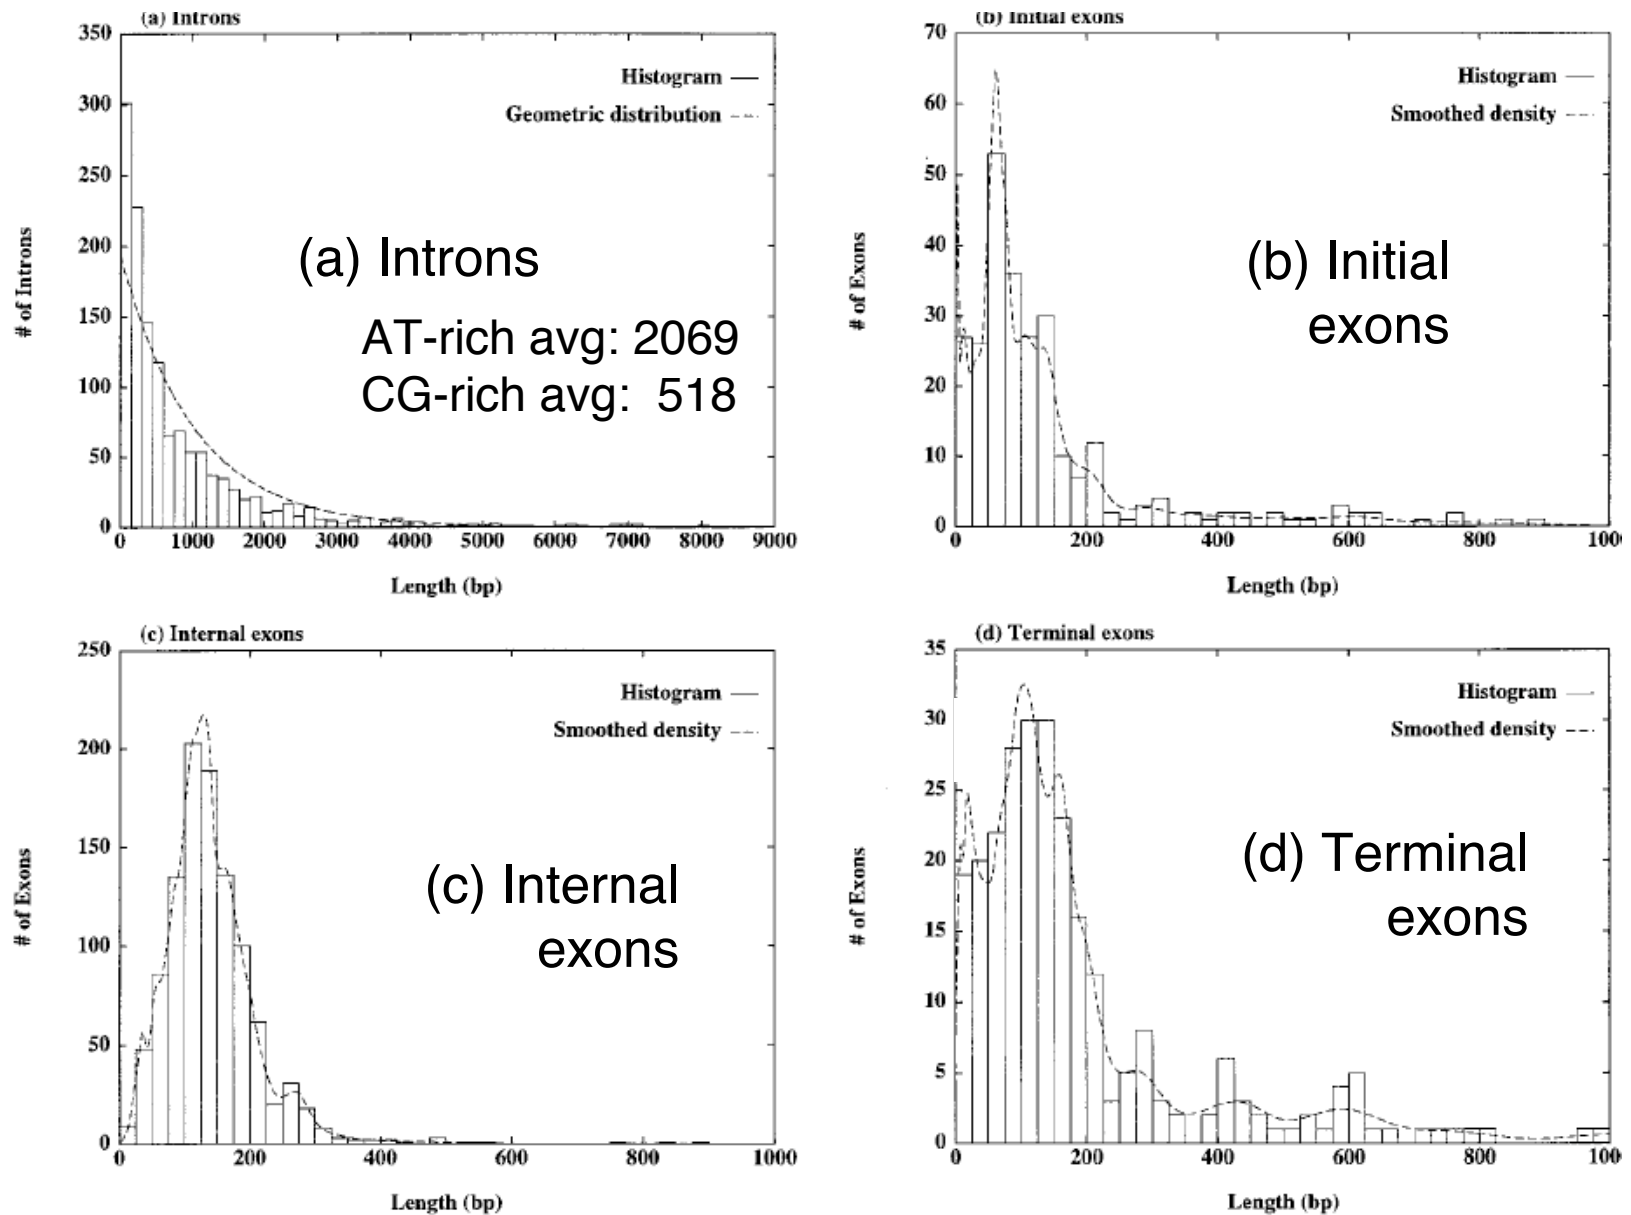 (a) Introns
350
300
250
200
150
100
50
0
# of Introns
Histogram
Geometric distribution
(a) Introns
AT-rich avg: 2069
CG-rich avg: 518
0 1000 2000 3000 4000 5000 6000 7000 8000 9000
Length (bp)
(b) Initial exons
70
60
50
40
30
20
10
0
# of Exons
Histogram
Smoothed density
(b) Initial
exons
0 200 400 600 800 100
Length (bp)
(c) Internal exons
250
200
150
100
50
0
# of Exons
Histogram
Smoothed density
(c) Internal
exons
0 200 400 600 800 1000
Length (bp)
(d) Terminal exons
35
30
25
20
15
10
5
0
# of Exons
Histogram
Smoothed density
(d) Terminal
exons
0 200 400 600 800 100
Length (bp)